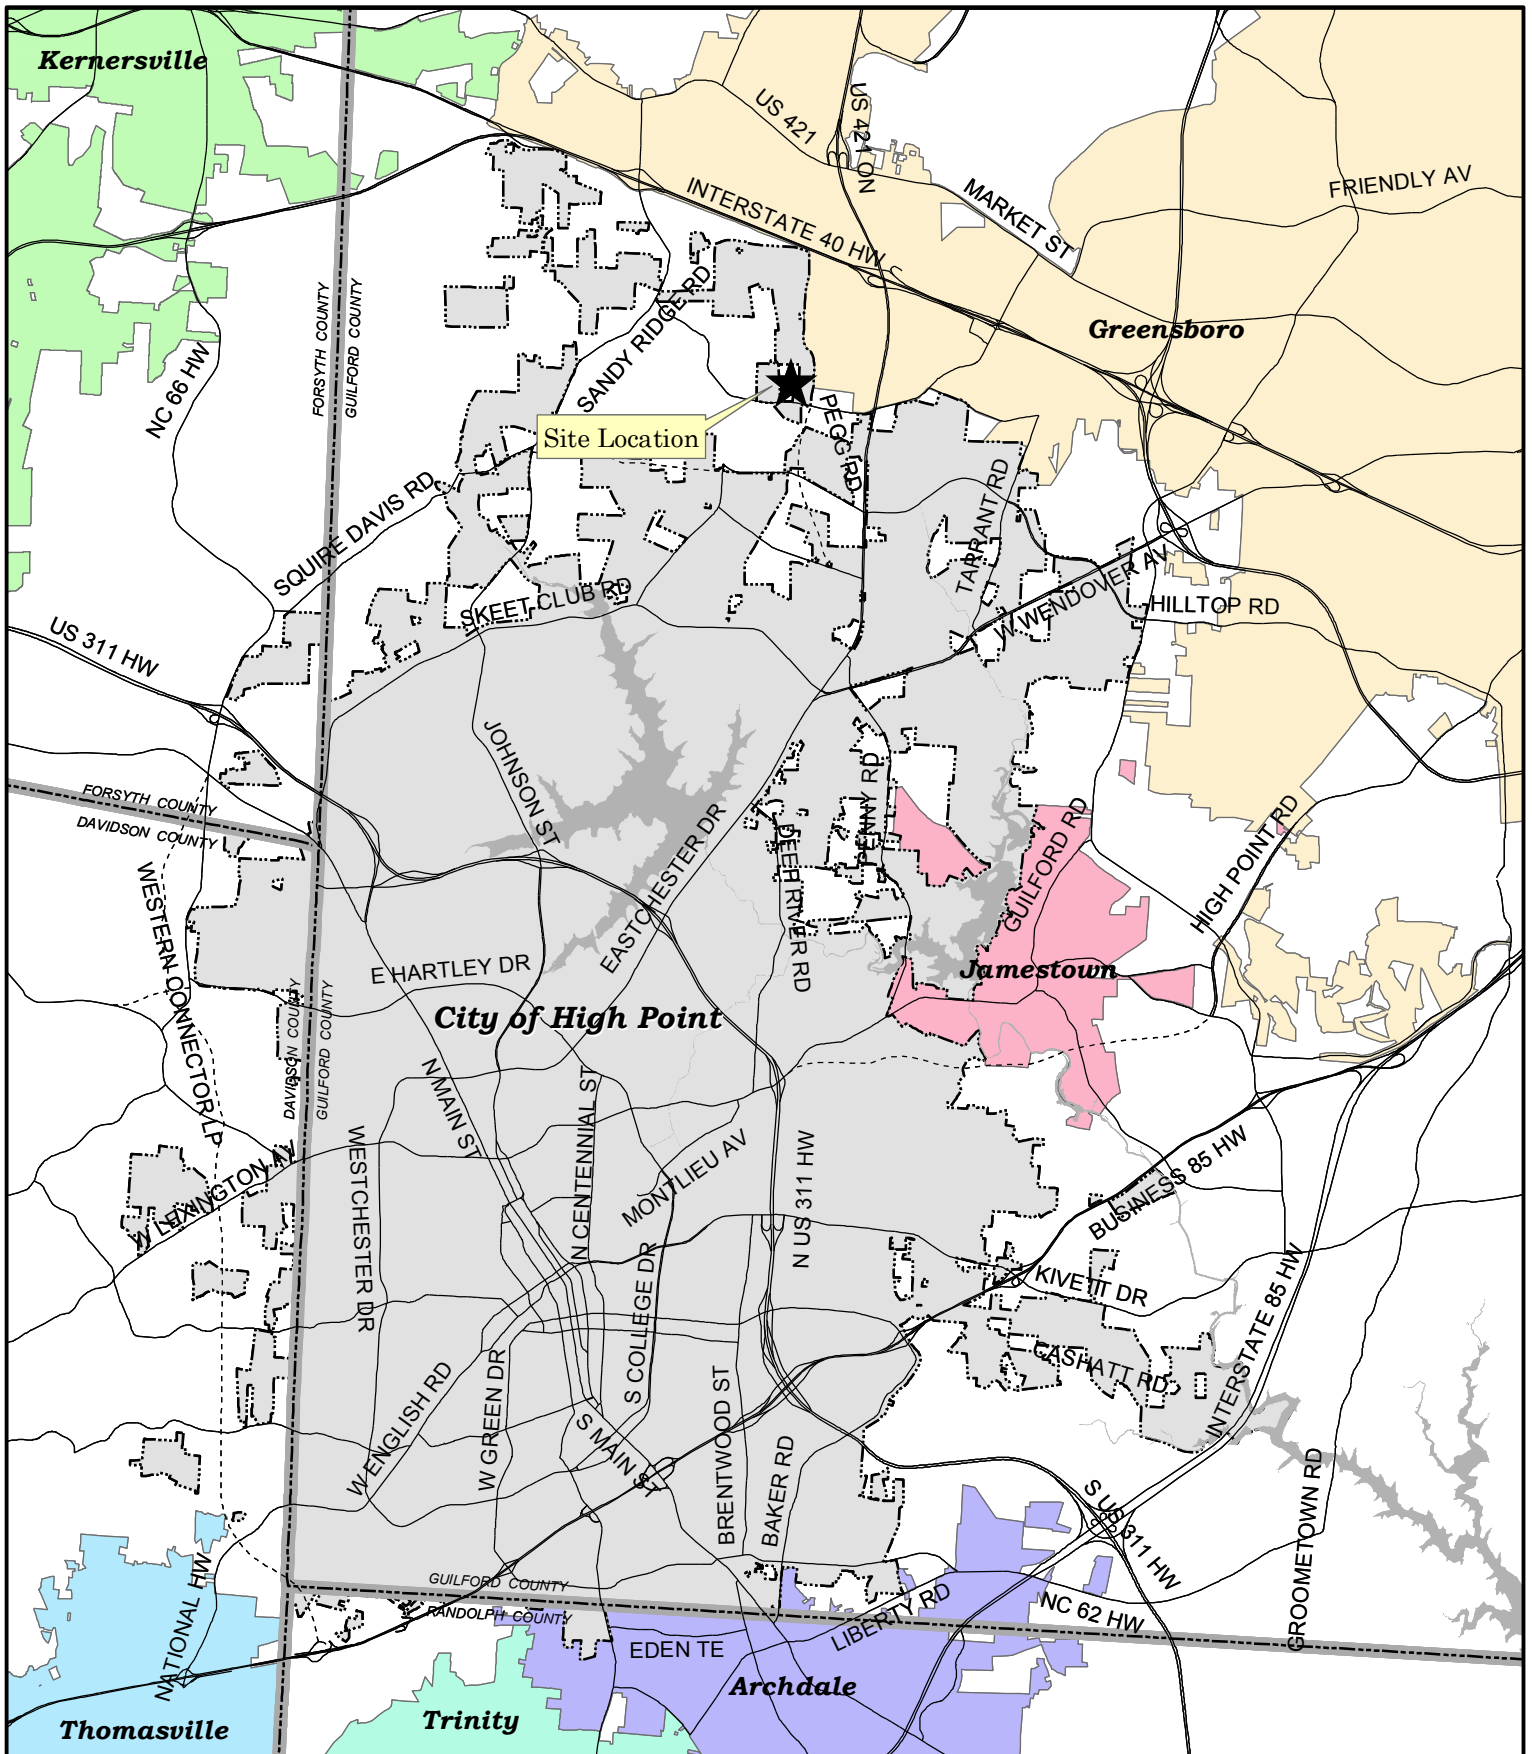 Kernersville
US 421
US 421 ON
FRIENDLY AV
INTERSTATE 40 HW
MARKET ST
Greensboro
FORSYTH COUNTY
GUILFORD COUNTY
SANDY RIDGE RD
NC 66 HW
Site Location
PEGG RD
TARRANT RD
SQUIRE DAVIS RD
SKEET CLUB RD
W WENDOVER AV
HILLTOP RD
US 311 HW
JOHNSON ST
PENNY RD
FORSYTH COUNTY
DAVIDSON COUNTY
EASTCHESTER DR
DEEP RIVER RD
GUILFORD RD
HIGH POINT RD
WESTERN CONNECTOR LP
E HARTLEY DR
Jamestown
City of High Point
DAVIDSON COUNTY
GUILFORD COUNTY
N MAIN ST
N CENTENNIAL ST
WESTCHESTER DR
MONTLIEU AV
N US 311 HW
W LEXINGTON AV
BUSINESS 85 HW
KIVETT DR
S COLLEGE DR
INTERSTATE 85 HW
CASHATT RD
W ENGLISH RD
W GREEN DR
S MAIN ST
BRENTWOOD ST
BAKER RD
S US 311 HW
GROOMETOWN RD
NATIONAL HW
GUILFORD COUNTY
RANDOLPH COUNTY
LIBERTY RD
NC 62 HW
EDEN TE
Archdale
Trinity
Thomasville